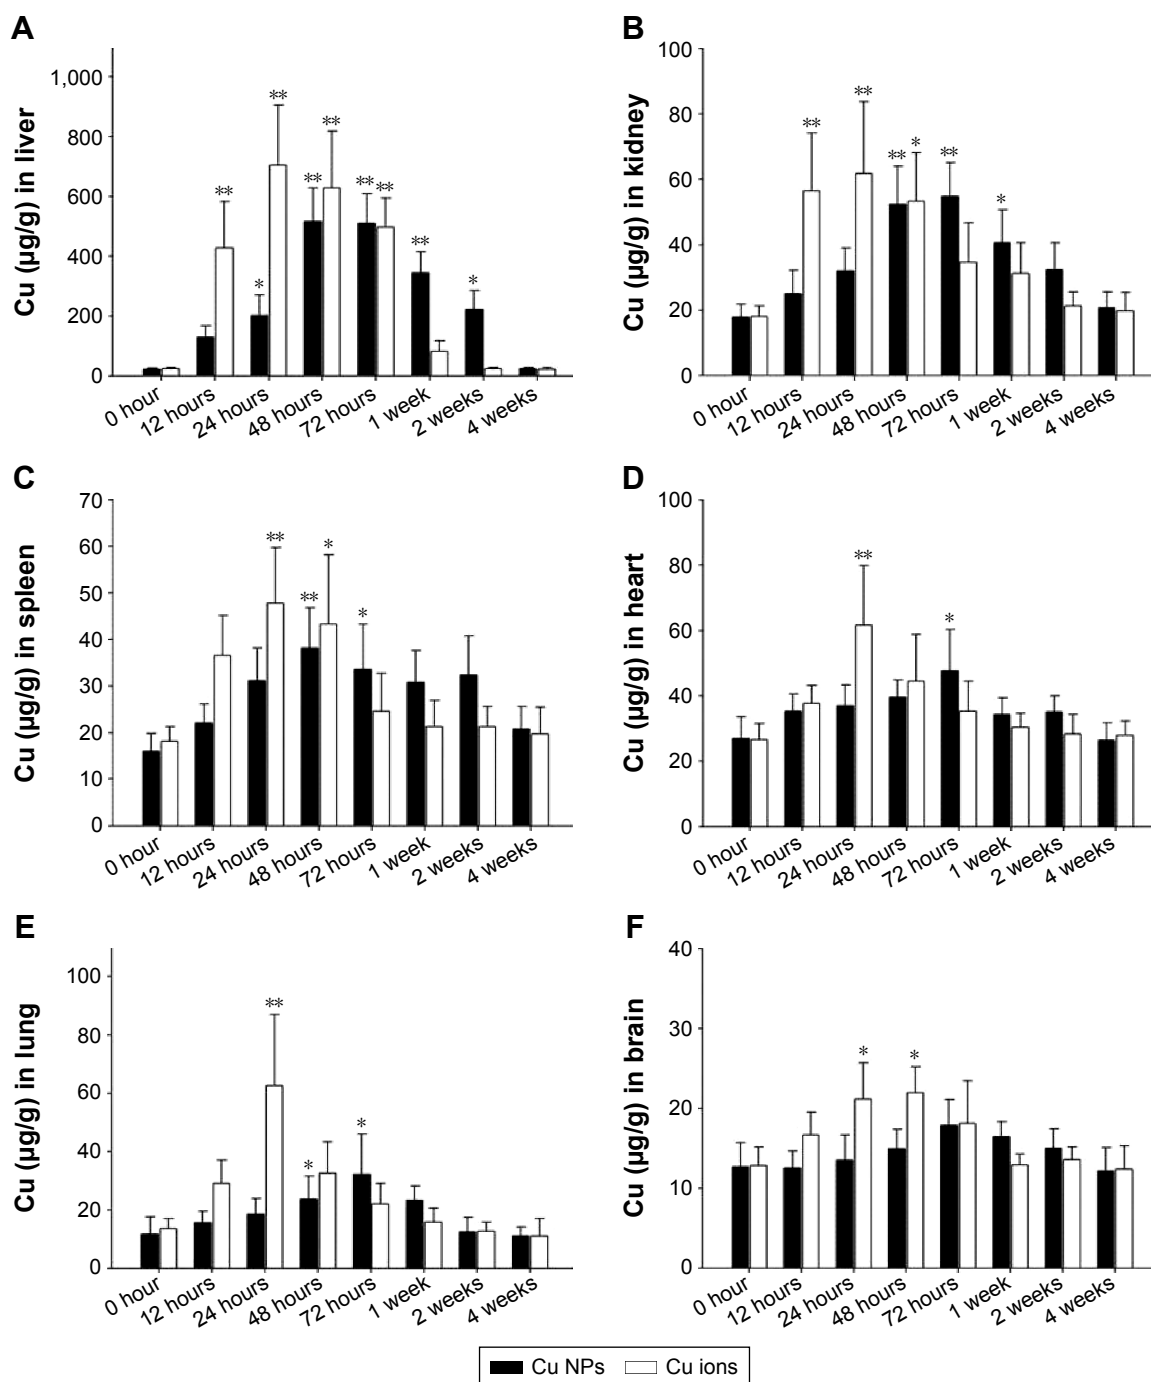 A
Cu (µg/g) in liver
1,000
800
600
400
200
0
** ** ** ** ** ** * ** *
0 hour 12 hours 24 hours 48 hours 72 hours 1 week 2 weeks 4 weeks
B
Cu (µg/g) in kidney
100
80
60
40
20
0
** ** ** * ** *
0 hour 12 hours 24 hours 48 hours 72 hours 1 week 2 weeks 4 weeks
C
Cu (µg/g) in spleen
70
60
50
40
30
20
10
0
** ** * *
0 hour 12 hours 24 hours 48 hours 72 hours 1 week 2 weeks 4 weeks
D
Cu (µg/g) in heart
100
80
60
40
20
0
** *
0 hour 12 hours 24 hours 48 hours 72 hours 1 week 2 weeks 4 weeks
E
Cu (µg/g) in lung
100
80
60
40
20
0
** * *
0 hour 12 hours 24 hours 48 hours 72 hours 1 week 2 weeks 4 weeks
F
Cu (µg/g) in brain
40
30
20
10
0
* *
0 hour 12 hours 24 hours 48 hours 72 hours 1 week 2 weeks 4 weeks
Cu NPs Cu ions